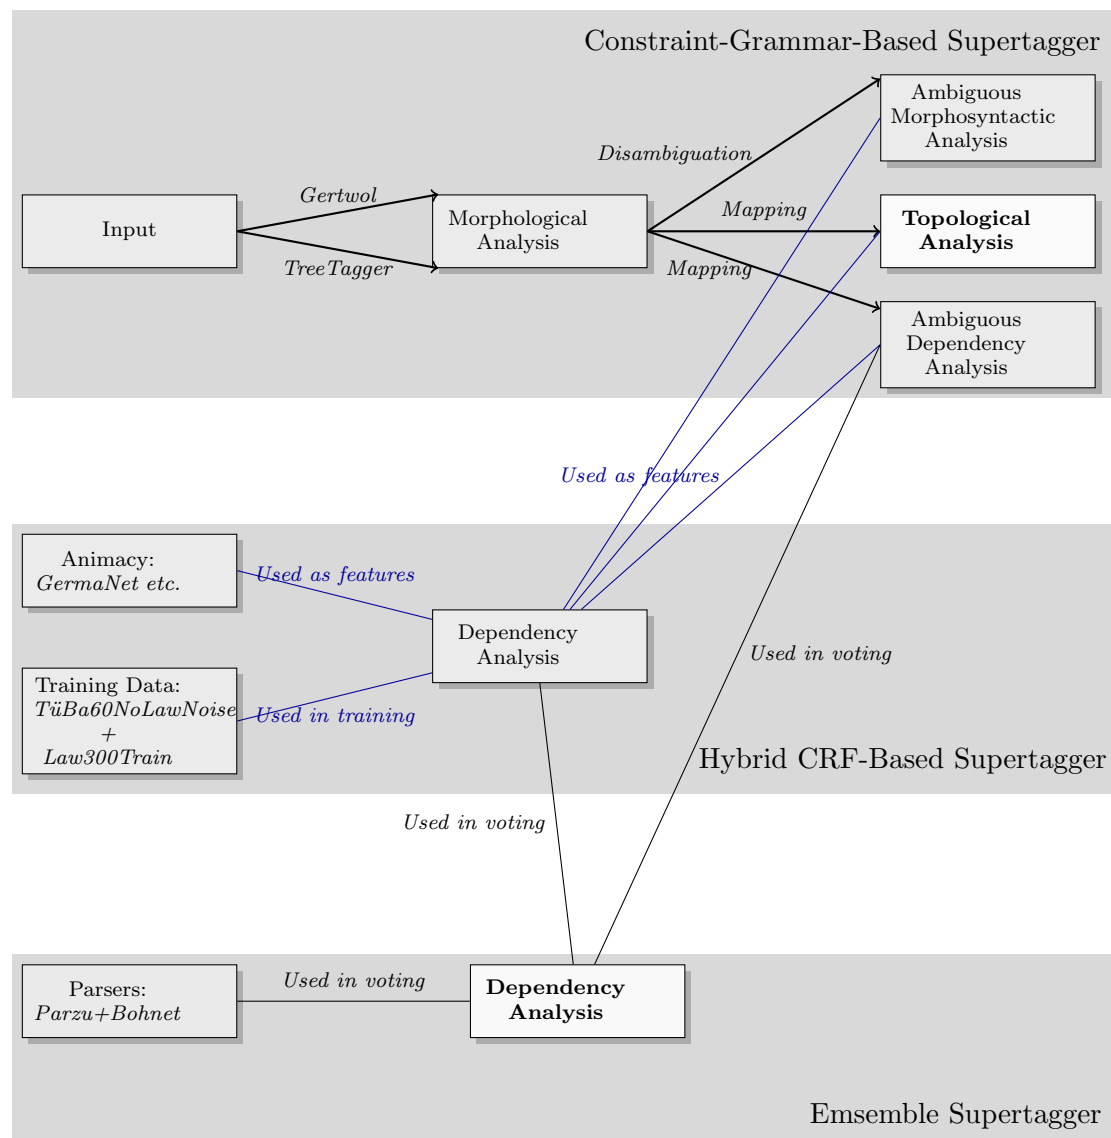 Constraint-Grammar-Based Supertagger
Ambiguous
Morphosyntactic
Analysis
Disambiguation
Gertwol
Mapping
Input
Morphological
Analysis
Topological
Analysis
TreeTagger
Mapping
Ambiguous
Dependency
Analysis
Used as features
Animacy:
GermaNet etc.
Used as features
Dependency
Analysis
Used in voting
Training Data:
TüBa60NoLawNoise
+
Law300Train
Used in training
Hybrid CRF-Based Supertagger
Used in voting
Parsers:
Parzu+Bohnet
Used in voting
Dependency
Analysis
Emsemble Supertagger